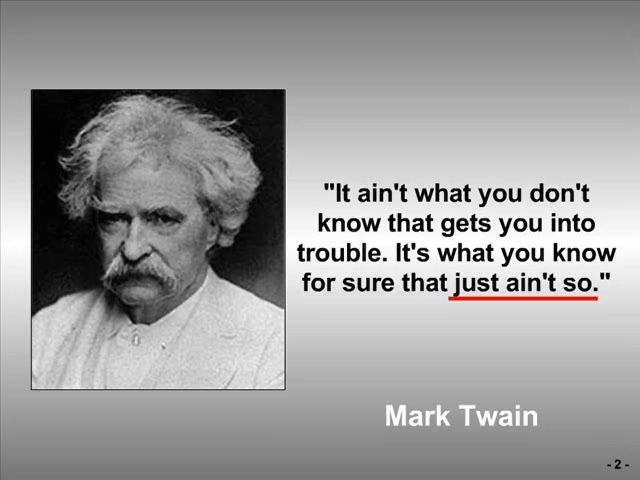 "It ain't what you don't
know that gets you into
trouble. It's what you know
for sure that just ain't so."
Mark Twain
- 2 -